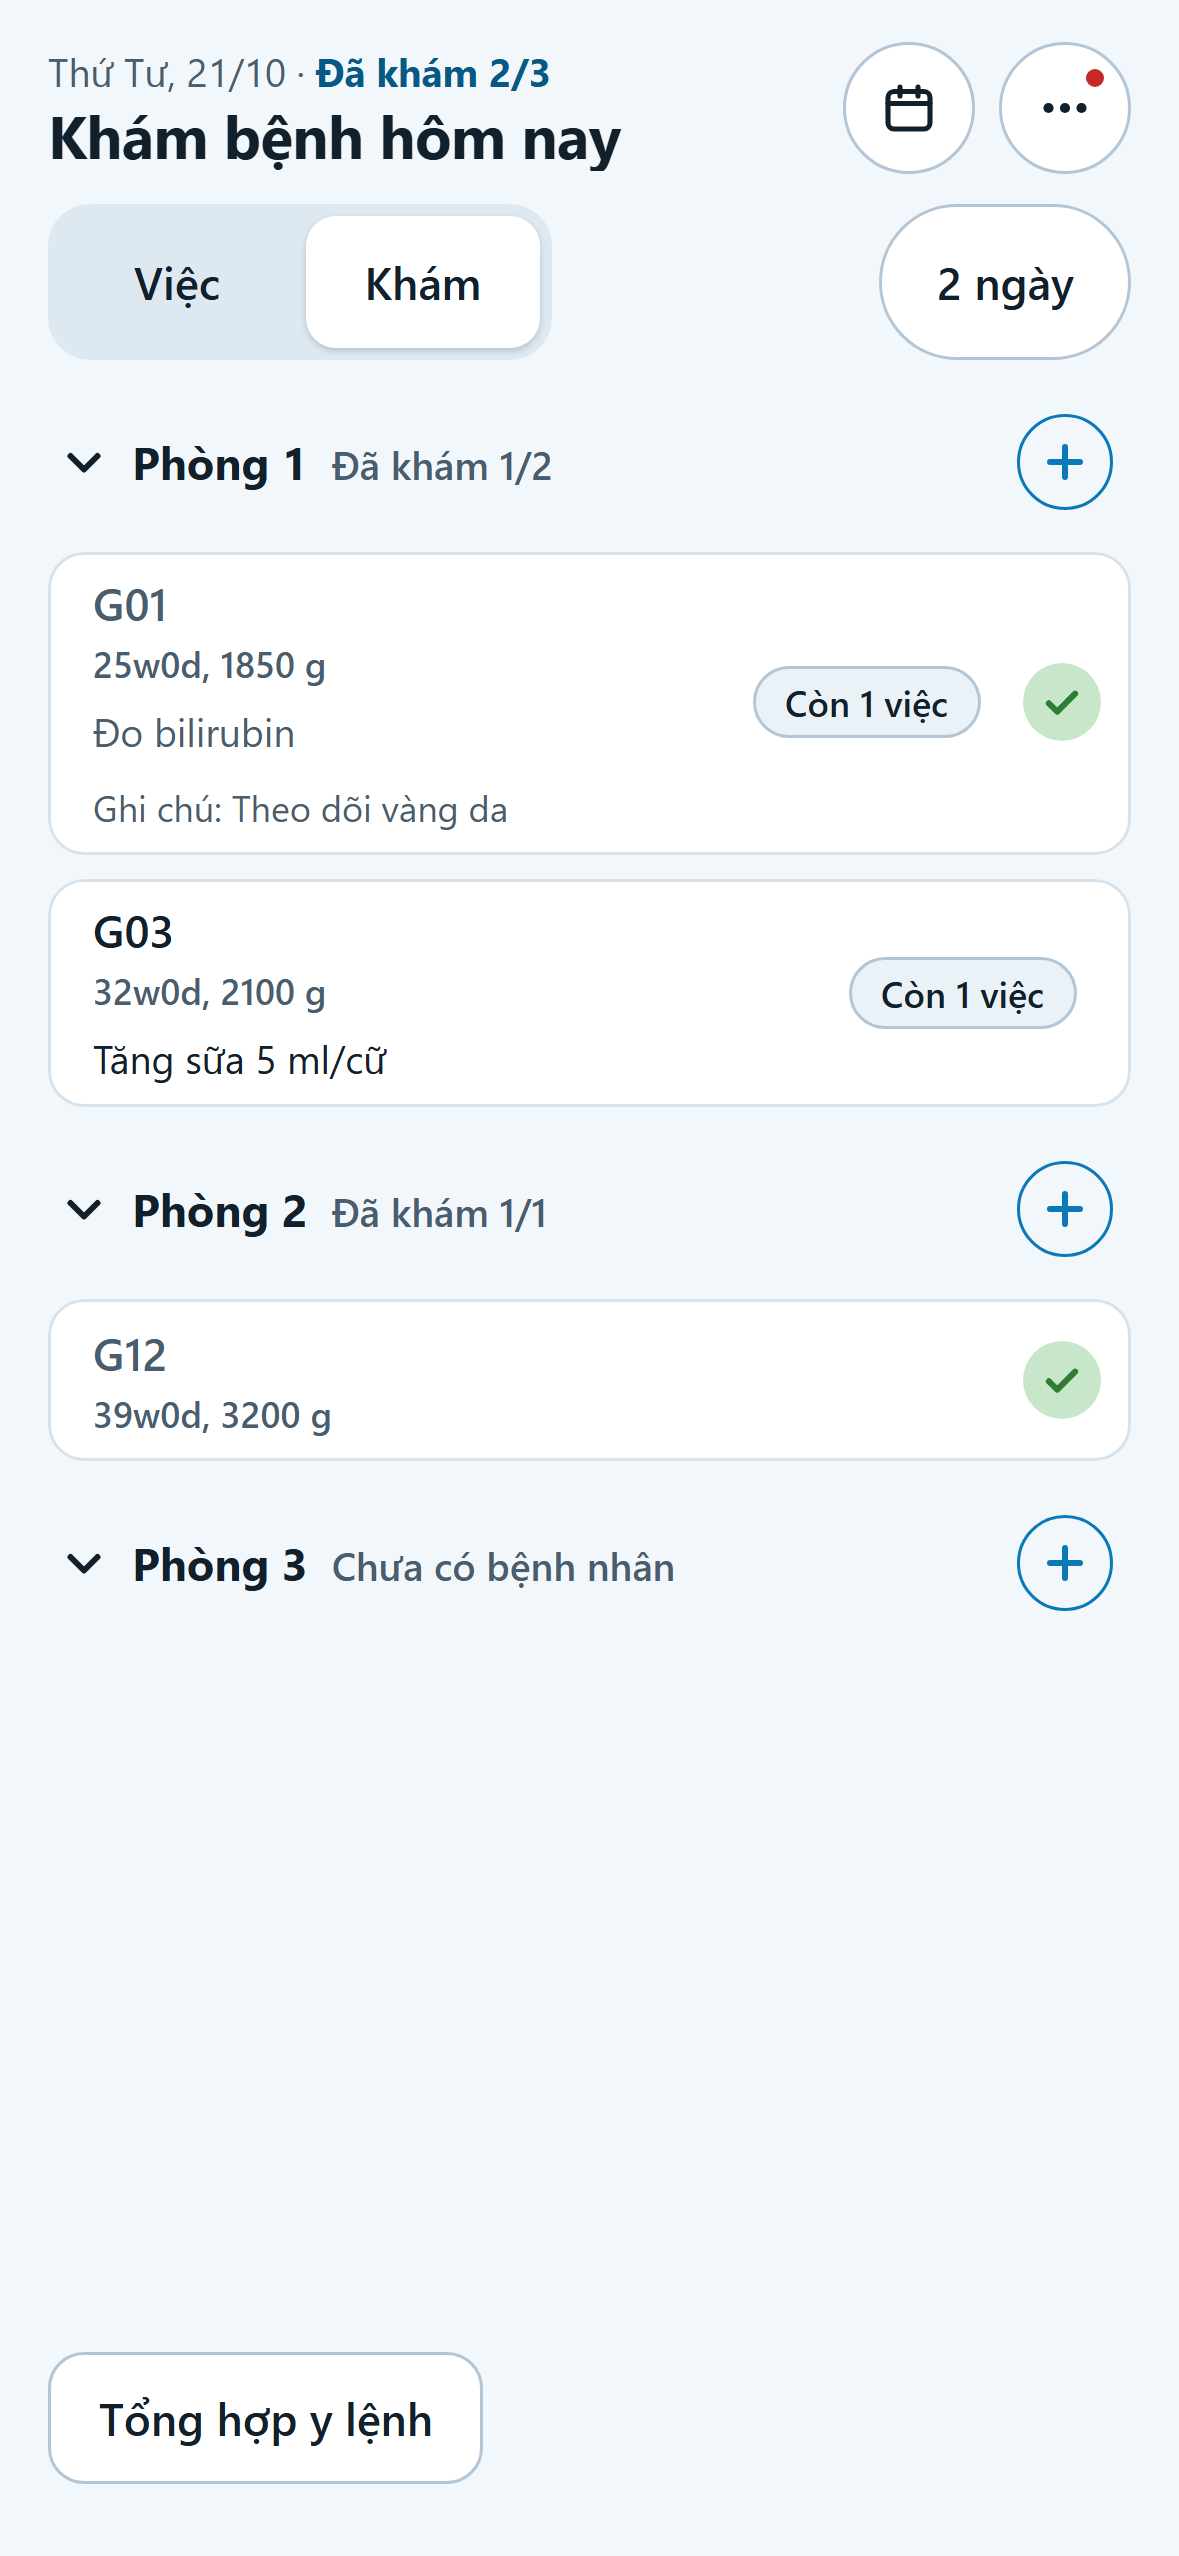 Thứ Tư, 21/10 · Đã khám 2/3
Khám bệnh hôm nay
Việc
Khám
2 ngày
Phòng 1 Đã khám 1/2
G01
25w0d, 1850 g
Đo bilirubin
Ghi chú: Theo dõi vàng da
Còn 1 việc
G03
32w0d, 2100 g
Tăng sữa 5 ml/cữ
Còn 1 việc
Phòng 2 Đã khám 1/1
G12
39w0d, 3200 g
Phòng 3 Chưa có bệnh nhân
Tổng hợp y lệnh